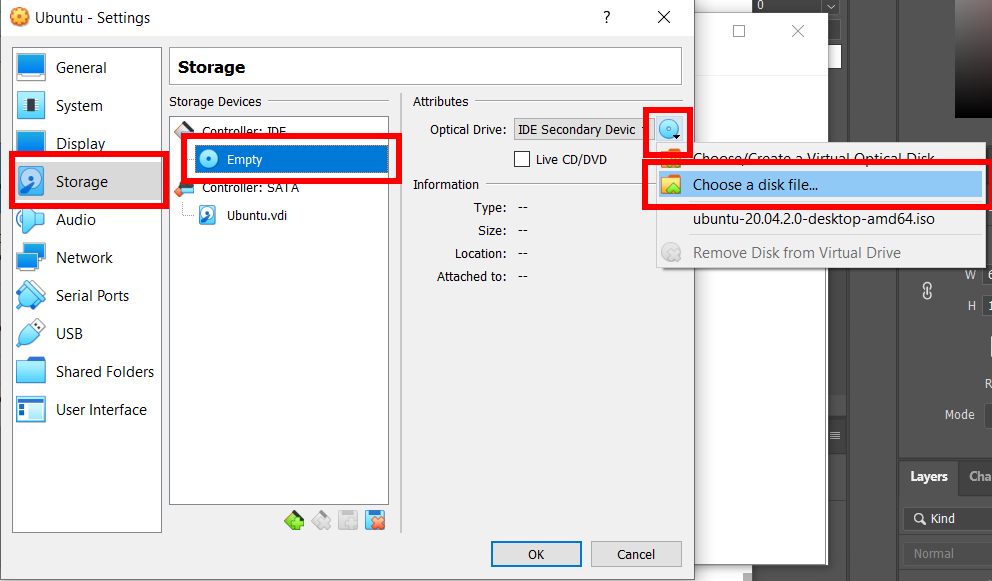 Ubuntu - Settings
?
0
General
System
Display
Storage
Audio
Network
Serial Ports
USB
Shared Folders
User Interface
Storage
Storage Devices
Controller: IDE
Empty
Controller: SATA
Ubuntu.vdi
Attributes
Optical Drive:
IDE Secondary Devic
Live CD/DVD
Information
Type: --
Size: --
Location: --
Attached to: --
Choose/Create a Virtual Optical Disk...
Choose a disk file...
ubuntu-20.04.2.0-desktop-amd64.iso
Remove Disk from Virtual Drive
OK
Cancel
W
H
R
Mode
Layers
Cha
Kind
Normal